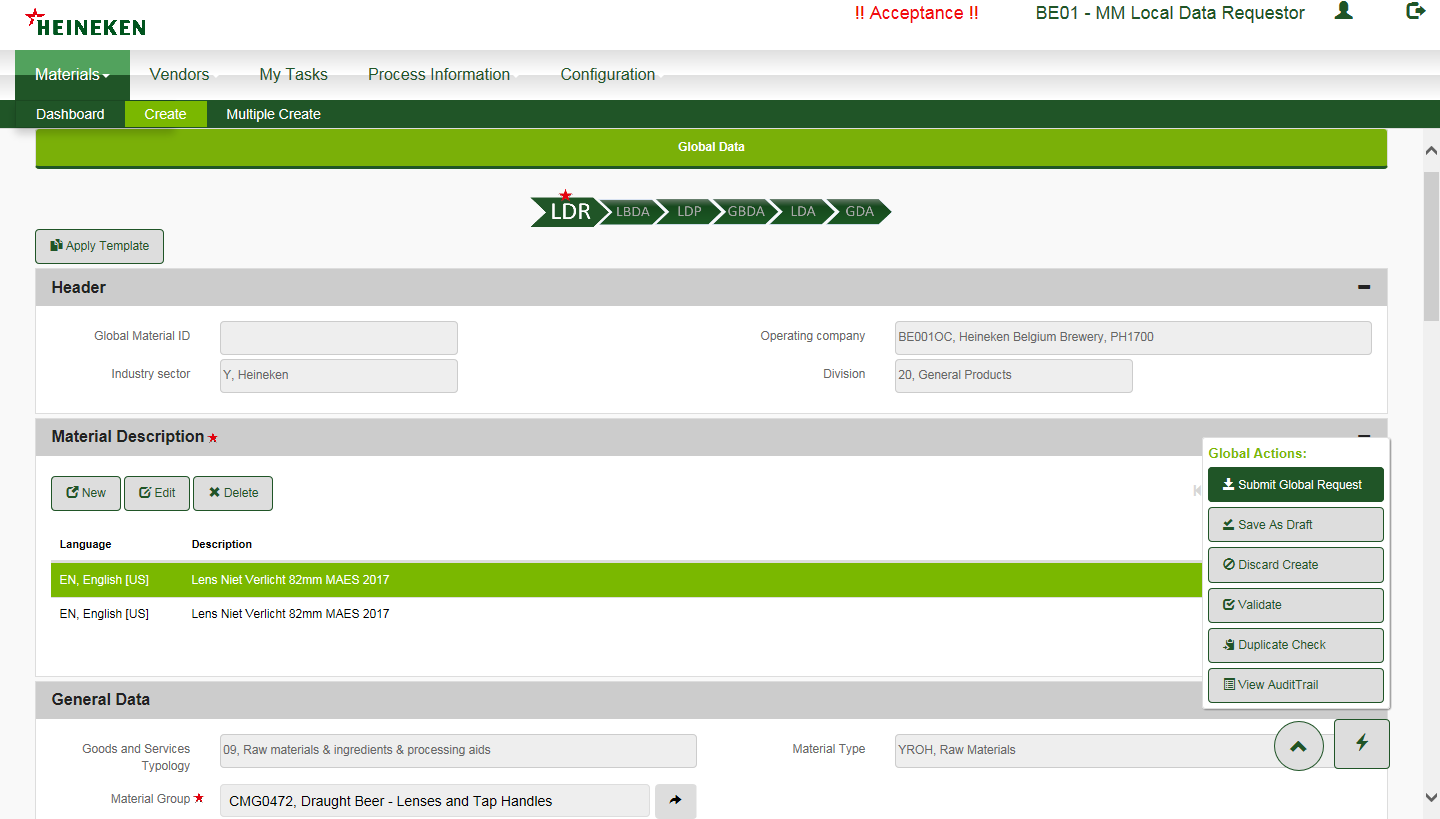 HEINEKEN
!! Acceptance !! BE01 - MM Local Data Requestor
Materials Vendors My Tasks Process Information Configuration
Dashboard Create Multiple Create
Global Data
LDR LBDA LDP GBDA LDA GDA
Apply Template
Header
Global Material ID
Operating company BE001OC, Heineken Belgium Brewery, PH1700
Industry sector Y, Heineken
Division 20, General Products
Material Description
Global Actions:
New Edit Delete
Submit Global Request
Save As Draft
Language Description
Discard Create
EN, English [US] Lens Niet Verlicht 82mm MAES 2017
Validate
EN, English [US] Lens Niet Verlicht 82mm MAES 2017
Duplicate Check
View AuditTrail
General Data
Goods and Services
Typology
09, Raw materials & ingredients & processing aids
Material Type YROH, Raw Materials
Material Group CMG0472, Draught Beer - Lenses and Tap Handles